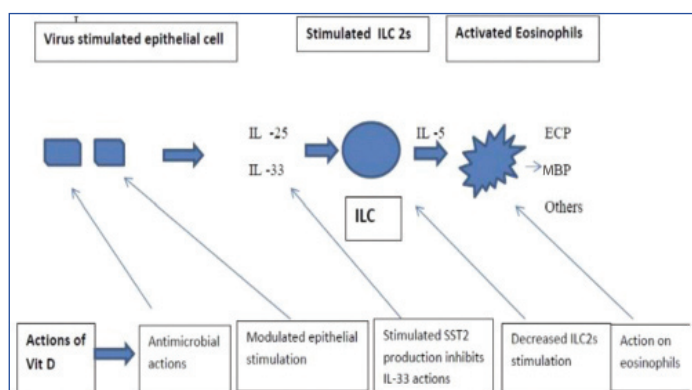 Virus stimulated epithelial cell
Stimulated ILC 2s
Activated Eosinophils
IL -25
IL -33
IL -5
ECP
MBP
Others
ILC
Actions of
Vit D
Antimicrobial
actions
Modulated epithelial
stimulation
Stimulated SST2
production inhibits
IL-33 actions
Decreased ILC2s
stimulation
Action on
eosinophils